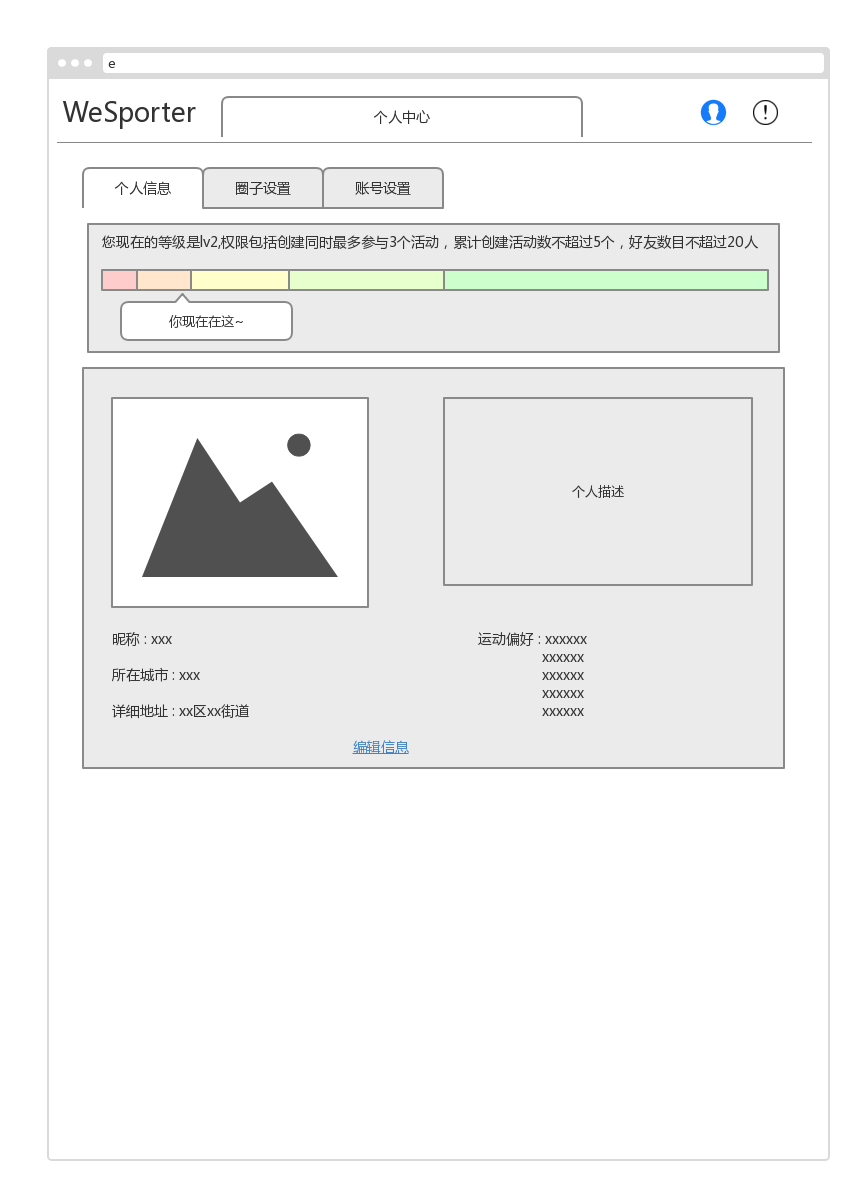 e
WeSporter
个人中心
个人信息
圈子设置
账号设置
您现在的等级是lv2,权限包括创建同时最多参与3个活动，累计创建活动数不超过5个，好友数目不超过20人
你现在在这~
个人描述
昵称 : xxx
所在城市 : xxx
详细地址 : xx区xx街道
运动偏好 : xxxxxx
xxxxxx
xxxxxx
xxxxxx
xxxxxx
编辑信息